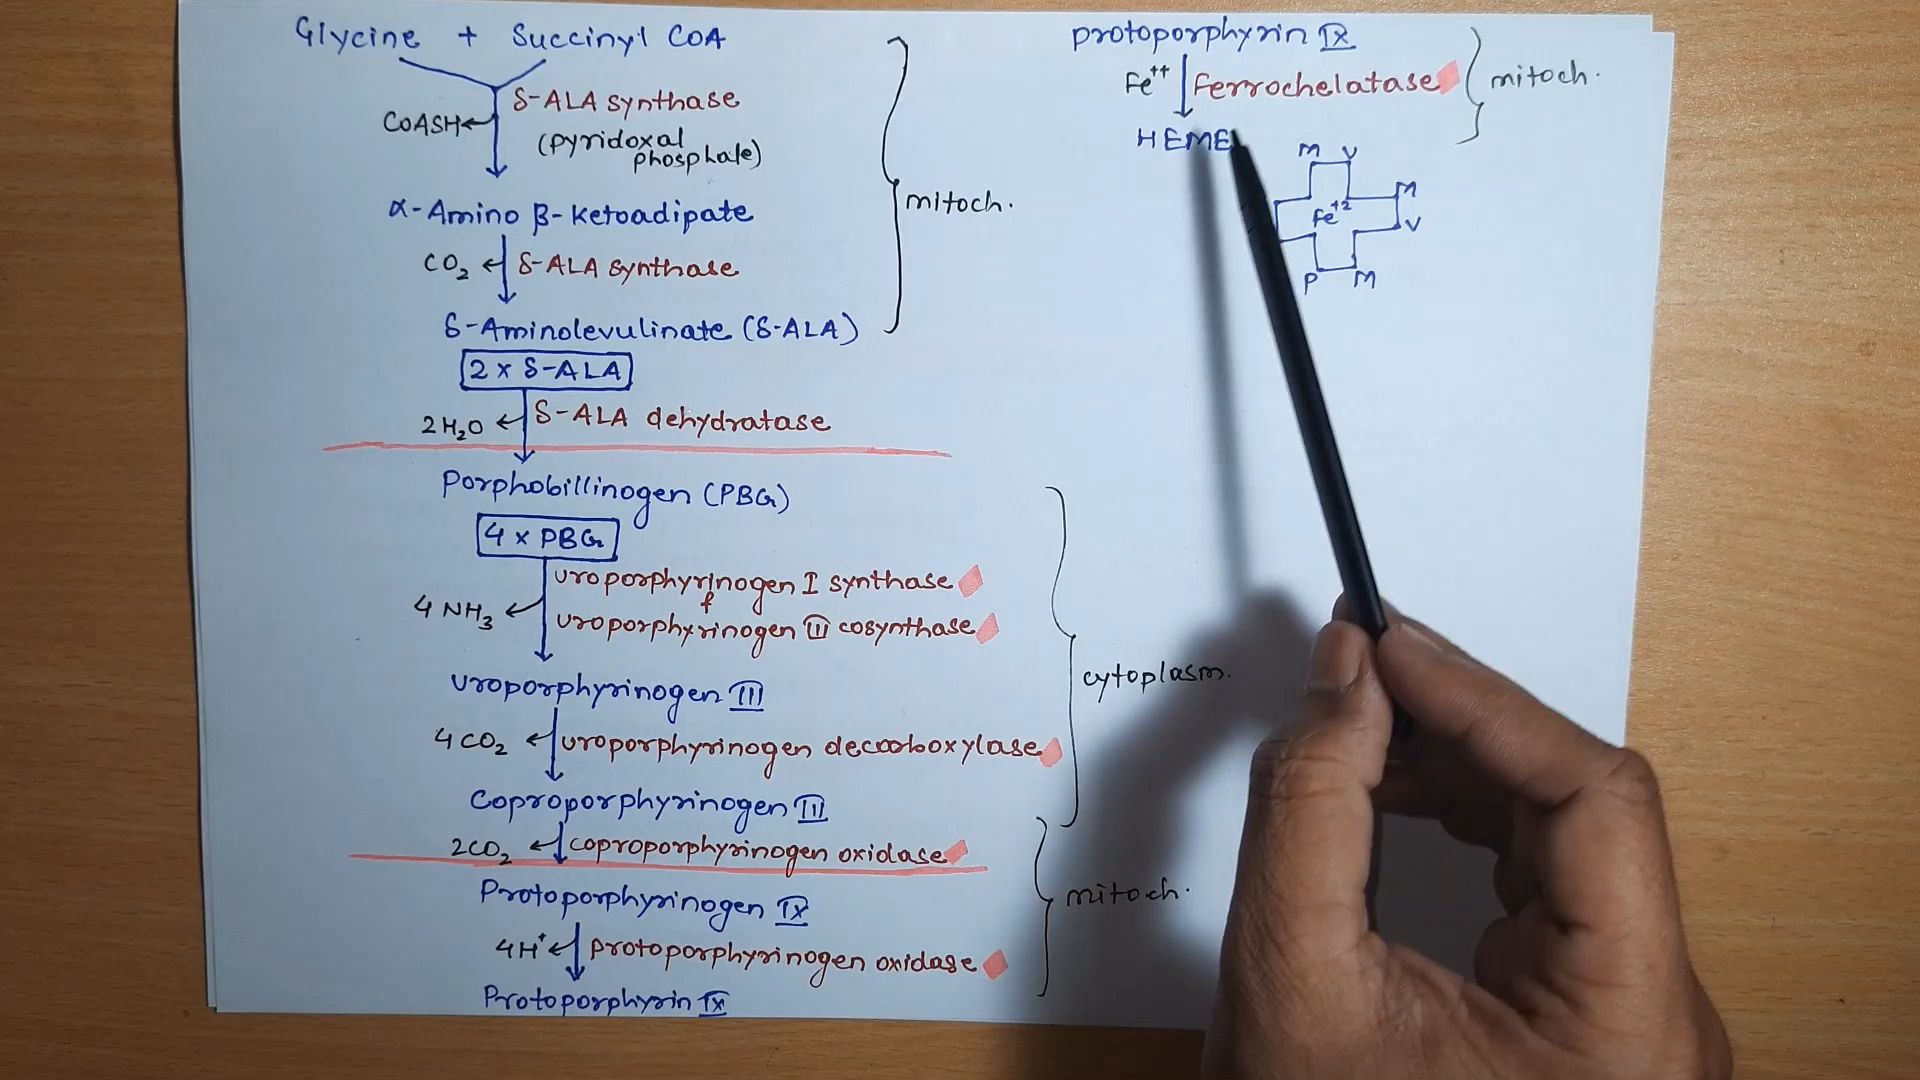 Glycine + Succinyl COA
δ-ALA synthase
COASH
(pyridoxal
phosphate)
α-Amino β-ketoadipate
CO₂ δ-ALA synthase
δ-Aminolevulinate (δ-ALA)
2 x δ-ALA
2H₂O δ-ALA dehydratase
mitoch.
Porphobillinogen (PBG)
4 x PBG
uroporphyrinogen I synthase
4 NH₃
uroporphyrinogen III cosynthase
uroporphyrinogen III
4CO₂ uroporphyrinogen decarboxylase
Coproporphyrinogen III
cytoplasm.
2CO₂ coproporphyrinogen oxidase
Protoporphyrinogen IX
4H⁺ protoporphyrinogen oxidase
Protoporphyrin IX
mitoch.
protoporphyrin IX
Fe⁺⁺ Ferrochelatase
mitoch.
HEME
M V
M
Fe⁺²
V
P M